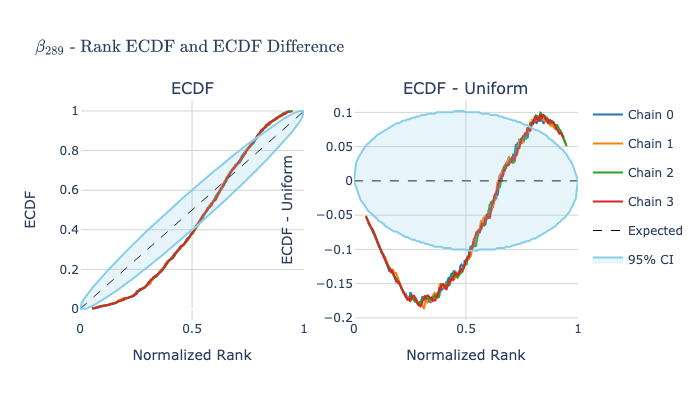 β₂₈₉ - Rank ECDF and ECDF Difference
ECDF
ECDF - Uniform
ECDF
1
0.8
0.6
0.4
0.2
0
0
0.5
1
Normalized Rank
ECDF - Uniform
0.1
0.05
0
−0.05
−0.1
−0.15
−0.2
0
0.5
1
Normalized Rank
Chain 0
Chain 1
Chain 2
Chain 3
Expected
95% CI